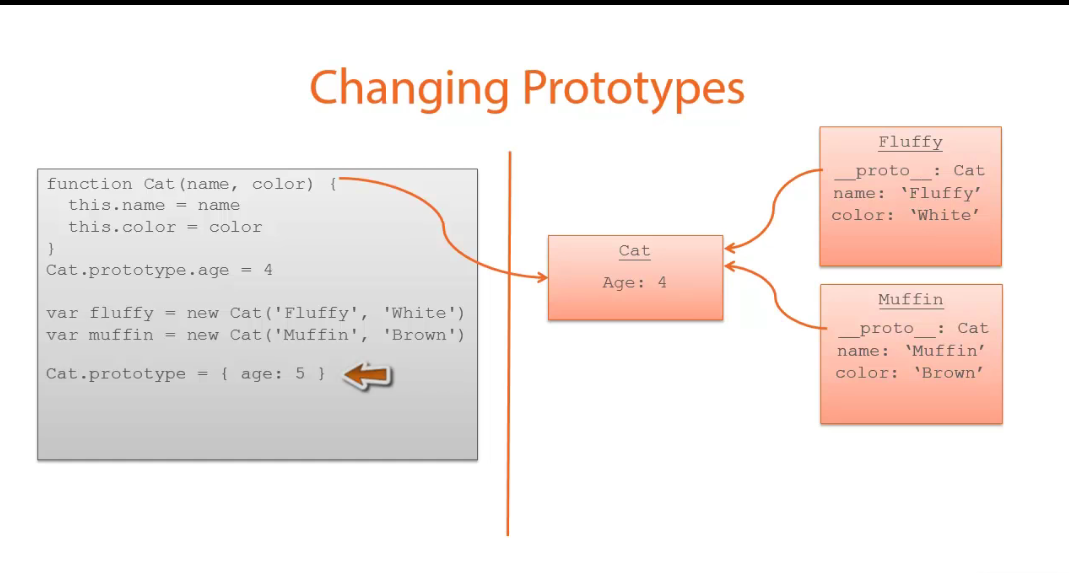 Changing Prototypes
function Cat(name, color) {
this.name = name
this.color = color
}
Cat.prototype.age = 4
var fluffy = new Cat('Fluffy', 'White')
var muffin = new Cat('Muffin', 'Brown')
Cat.prototype = { age: 5 }
Cat
Age: 4
Fluffy
__proto__: Cat
name: ‘Fluffy’
color: ‘White’
Muffin
__proto__: Cat
name: ‘Muffin’
color: ‘Brown’